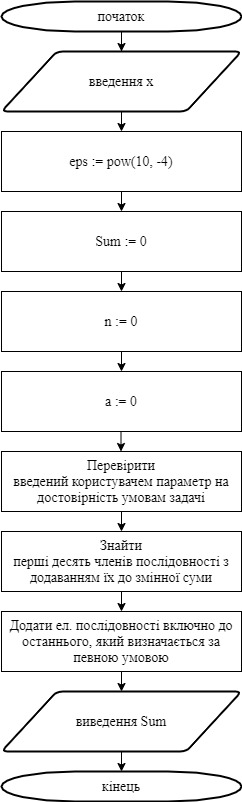 початок
введення x
eps := pow(10, -4)
Sum := 0
n := 0
a := 0
Перевірити
введений користувачем параметр на
достовірність умовам задачі
Знайти
перші десять членів послідовності з
додаванням їх до змінної суми
Додати ел. послідовності включно до
останнього, який визначається за
певною умовою
виведення Sum
кінець